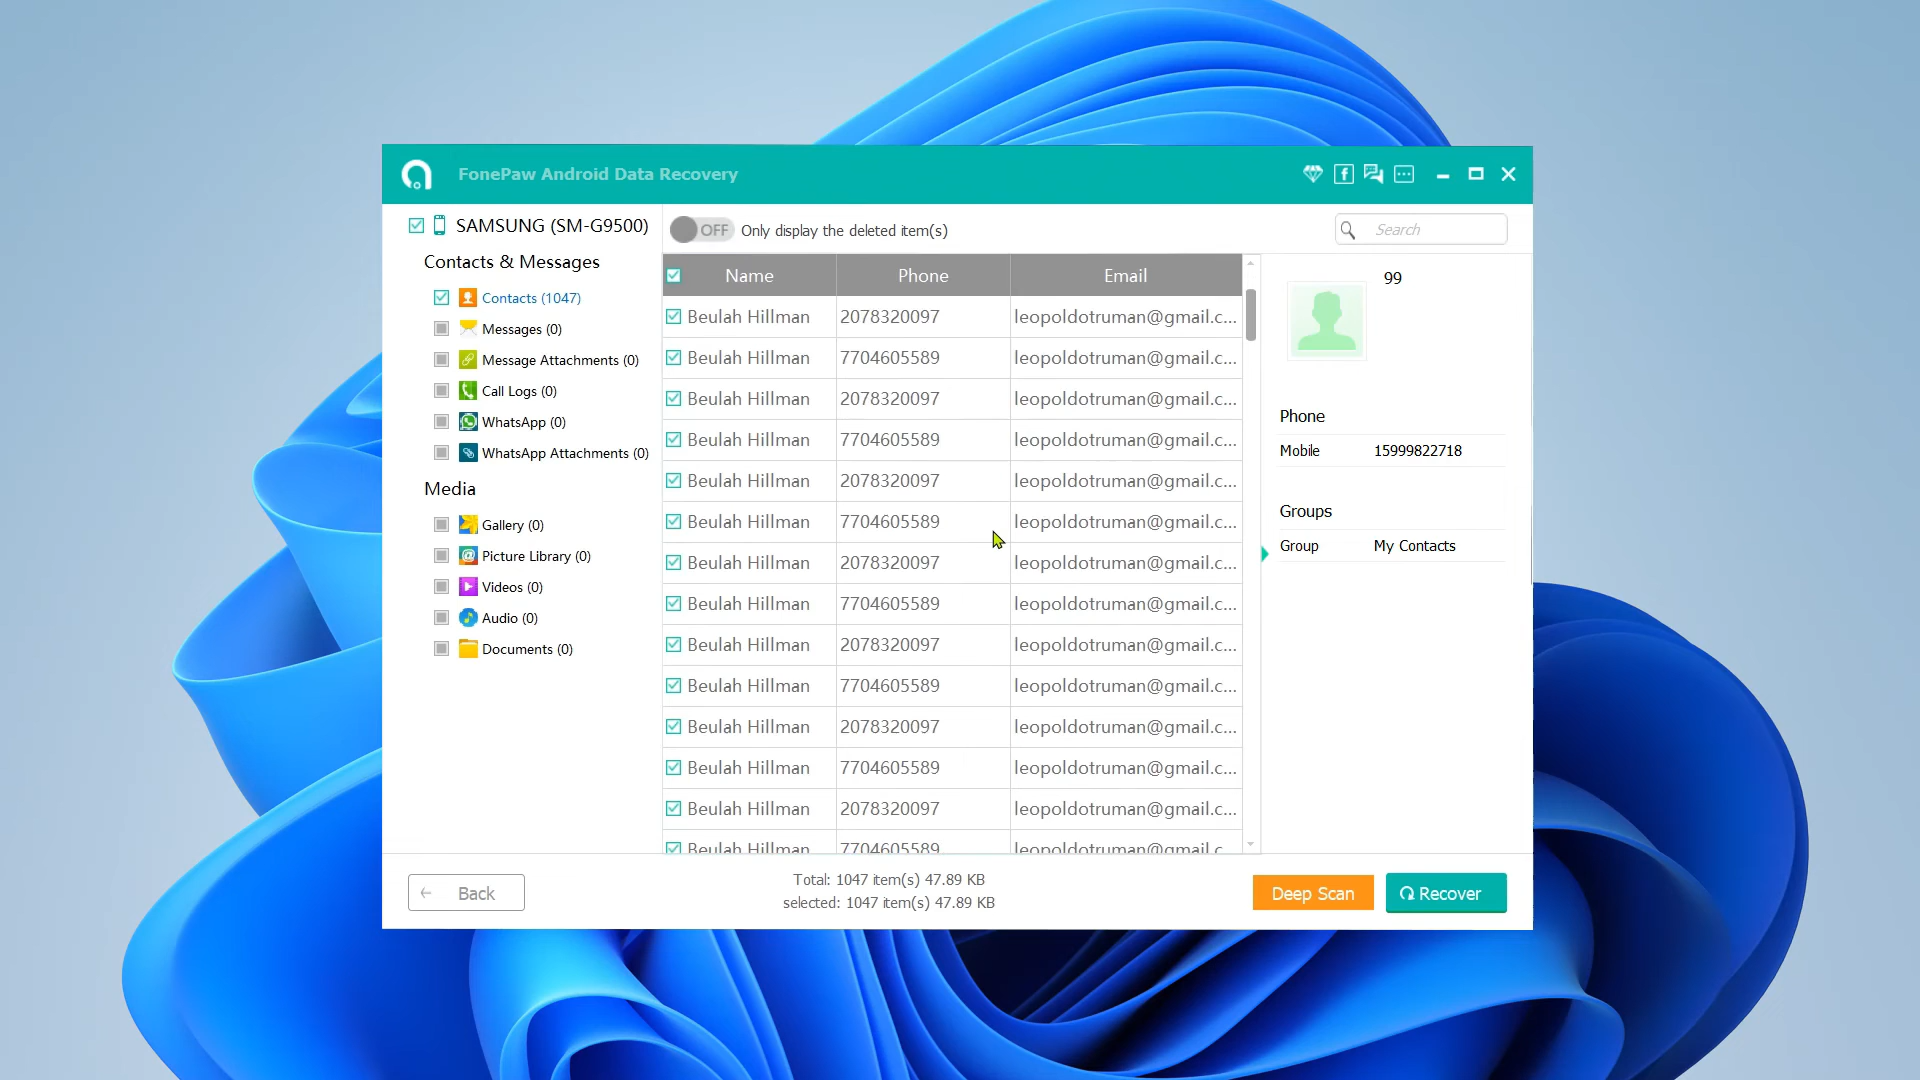 FonePaw Android Data Recovery
SAMSUNG (SM-G9500)
Contacts & Messages
Contacts (1047)
Messages (0)
Message Attachments (0)
Call Logs (0)
WhatsApp (0)
WhatsApp Attachments (0)
Media
Gallery (0)
Picture Library (0)
Videos (0)
Audio (0)
Documents (0)
OFF Only display the deleted item(s)
Search
Name Phone Email
Beulah Hillman 2078320097 leopoldotruman@gmail.c...
Beulah Hillman 7704605589 leopoldotruman@gmail.c...
Beulah Hillman 2078320097 leopoldotruman@gmail.c...
Beulah Hillman 7704605589 leopoldotruman@gmail.c...
Beulah Hillman 2078320097 leopoldotruman@gmail.c...
Beulah Hillman 7704605589 leopoldotruman@gmail.c...
Beulah Hillman 2078320097 leopoldotruman@gmail.c...
Beulah Hillman 7704605589 leopoldotruman@gmail.c...
Beulah Hillman 2078320097 leopoldotruman@gmail.c...
Beulah Hillman 7704605589 leopoldotruman@gmail.c...
Beulah Hillman 2078320097 leopoldotruman@gmail.c...
Beulah Hillman 7704605589 leopoldotruman@gmail.c...
Beulah Hillman 2078320097 leopoldotruman@gmail.c...
Beulah Hillman 7704605589 leopoldotruman@gmail.c...
99
Phone
Mobile 15999822718
Groups
Group My Contacts
Back
Total: 1047 item(s) 47.89 KB
selected: 1047 item(s) 47.89 KB
Deep Scan
Recover